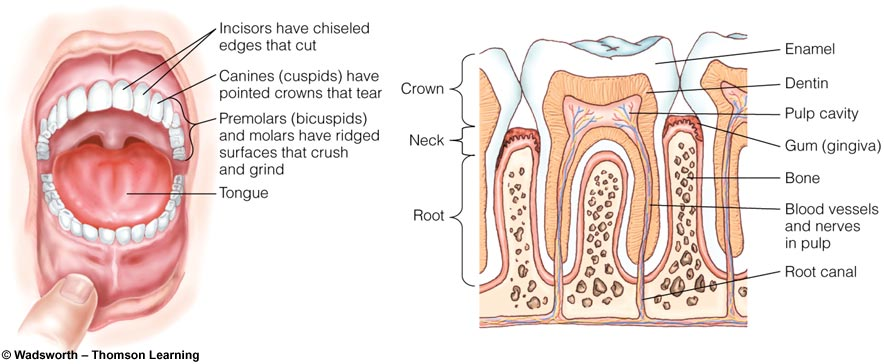 Incisors have chiseled
edges that cut
Canines (cuspids) have
pointed crowns that tear
Premolars (bicuspids)
and molars have ridged
surfaces that crush
and grind
Tongue
Crown
Neck
Root
Enamel
Dentin
Pulp cavity
Gum (gingiva)
Bone
Blood vessels
and nerves
in pulp
Root canal
© Wadsworth – Thomson Learning